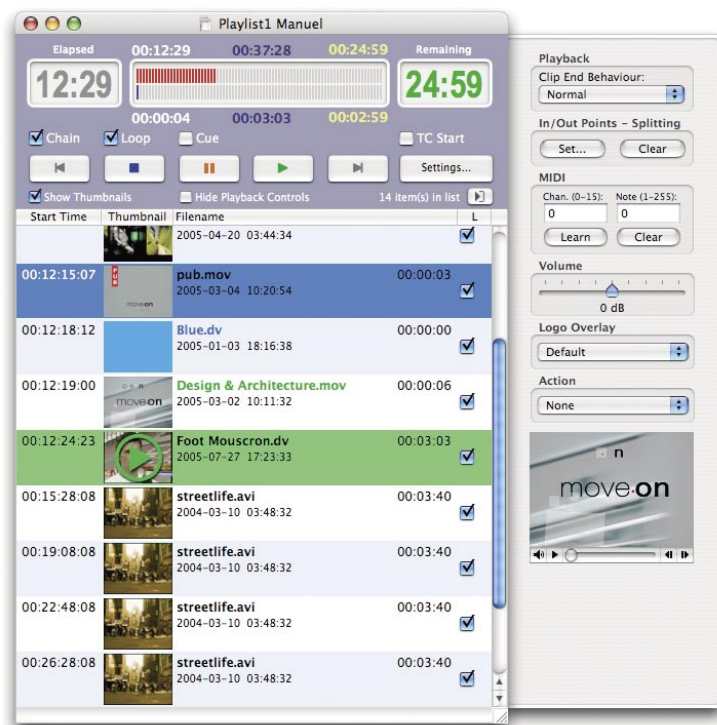 Playlist1 Manuel
Elapsed 00:12:29 00:37:28 00:24:59 Remaining
12:29 24:59
00:00:04 00:03:03 00:02:59
Chain Loop Cue TC Start
Settings...
Show Thumbnails Hide Playback Controls 14 item(s) in list
Start Time Thumbnail Filename L
2005-04-20 03:44:34
00:12:15:07 PUB pub.mov 00:00:03
move·on 2005-03-04 10:20:54
00:12:18:12 Blue.dv 00:00:00
2005-01-03 18:16:38
00:12:19:00 Design & Architecture.mov 00:00:06
move·on 2005-03-02 10:11:32
00:12:24:23 Foot Mouscron.dv 00:03:03
2005-07-27 17:23:33
00:15:28:08 streetlife.avi 00:03:40
2004-03-10 03:48:32
00:19:08:08 streetlife.avi 00:03:40
2004-03-10 03:48:32
00:22:48:08 streetlife.avi 00:03:40
2004-03-10 03:48:32
00:26:28:08 streetlife.avi 00:03:40
2004-03-10 03:48:32
Playback
Clip End Behaviour:
Normal
In/Out Points - Splitting
Set... Clear
MIDI
Chan. (0-15): Note (1-255):
0 0
Learn Clear
Volume
0 dB
Logo Overlay
Default
Action
None
n
move·on